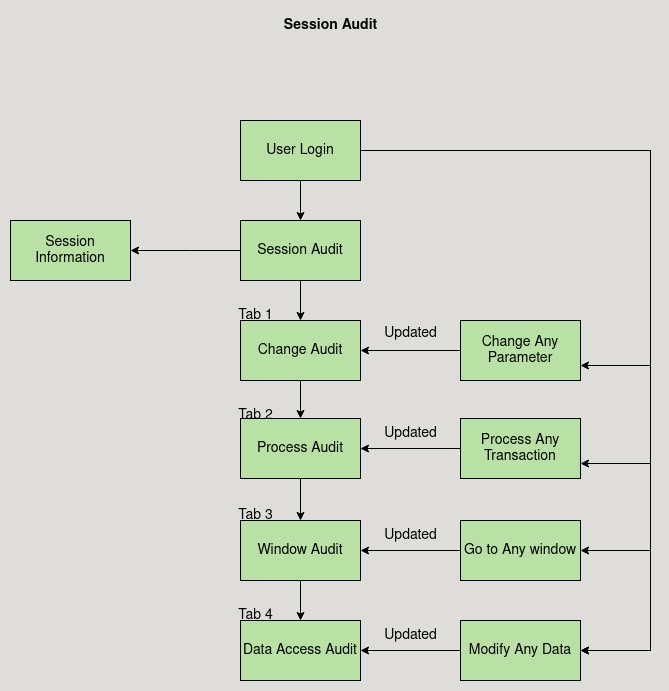 Session Audit
User Login
Session
Information
Session Audit
Tab 1
Change Audit
Updated
Change Any
Parameter
Tab 2
Process Audit
Updated
Process Any
Transaction
Tab 3
Window Audit
Updated
Go to Any window
Tab 4
Data Access Audit
Updated
Modify Any Data